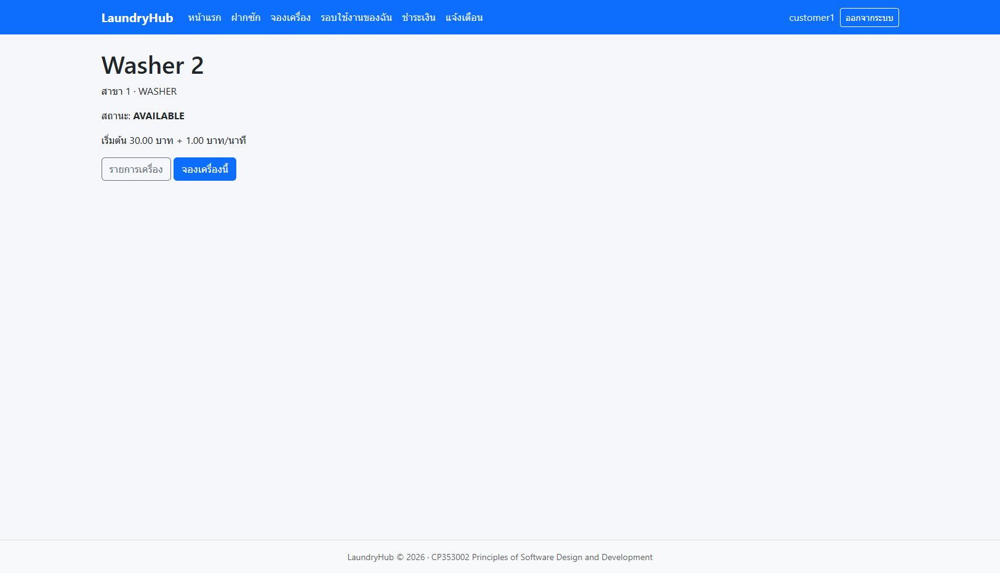 LaundryHub หน้าแรก ฝากซัก จองเครื่อง รอบใช้งานของฉัน ชำระเงิน แจ้งเตือน customer1 ออกจากระบบ
Washer 2
สาขา 1 · WASHER
สถานะ: AVAILABLE
เริ่มต้น 30.00 บาท + 1.00 บาท/นาที
รายการเครื่อง จองเครื่องนี้
LaundryHub © 2026 · CP353002 Principles of Software Design and Development